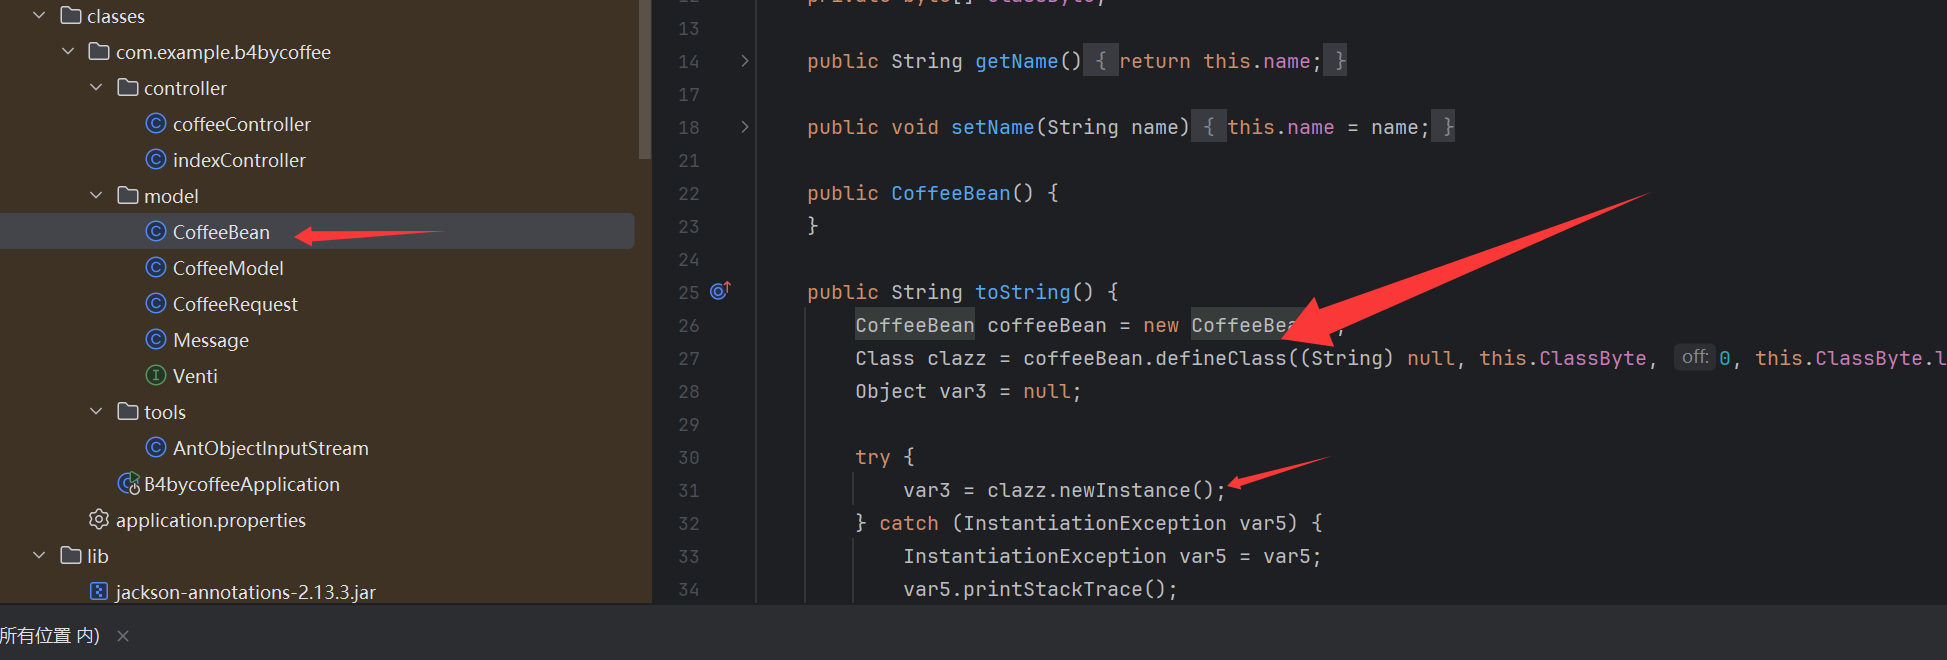 classes
com.example.b4bycoffee
controller
coffeeController
indexController
model
CoffeeBean
CoffeeModel
CoffeeRequest
Message
Venti
tools
AntObjectInputStream
B4bycoffeeApplication
application.properties
lib
jackson-annotations-2.13.3.jar
13
14 public String getName() { return this.name; }
17
18 public void setName(String name) { this.name = name; }
21
22 public CoffeeBean() {
23 }
24
25 public String toString() {
26 CoffeeBean coffeeBean = new
27 Class clazz = coffeeBean.defineClass((String) null, this.ClassByte, off: 0, this.ClassByte.l
28 Object var3 = null;
29
30 try {
31 var3 = clazz.newInstance();
32 } catch (InstantiationException var5) {
33 InstantiationException var5 = var5;
34 var5.printStackTrace();
所有位置 内)